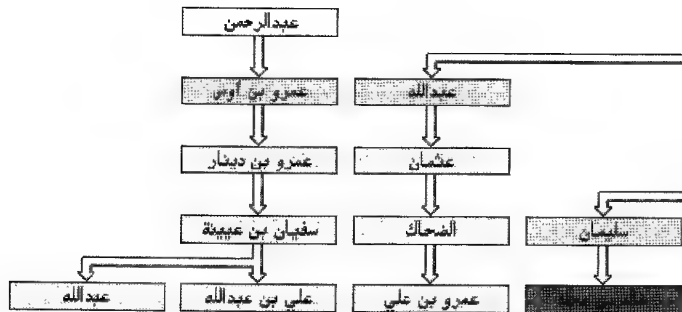 عبدالرحمن
عبدالله
عمرو بن أوس
عثمان
عمرو بن دينار
سليمان
الضحاك
سفيان بن عيينة
عمرو بن علي
علي بن عبدالله
عبدالله